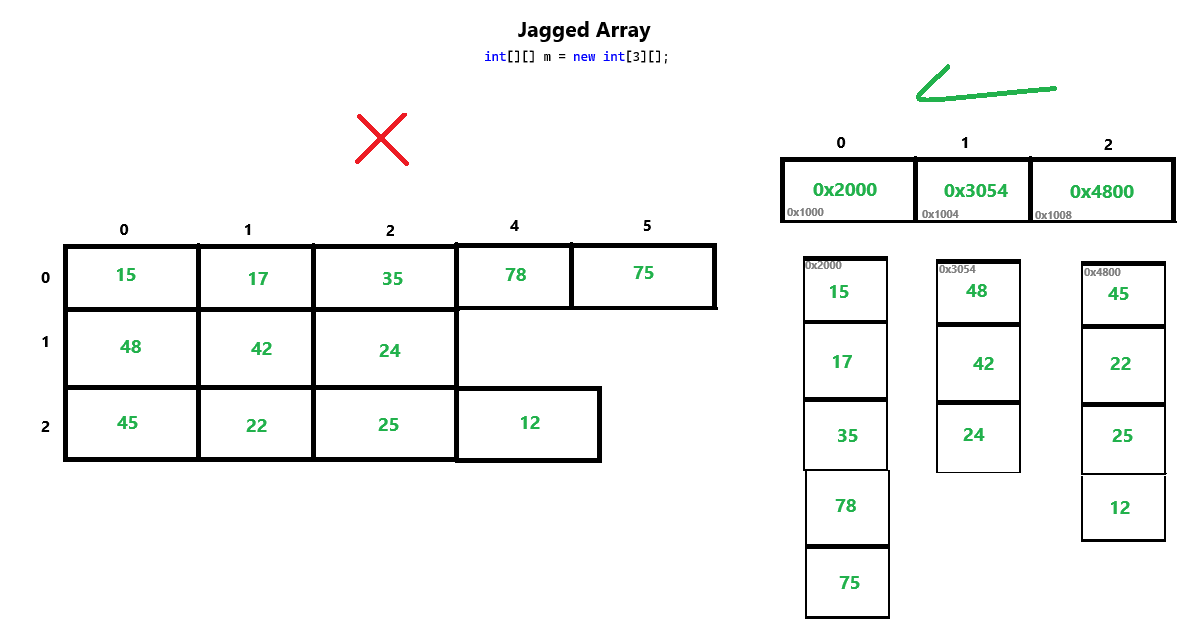 Jagged Array
int[][] m = new int[3][];
0 1 2
0x2000 0x3054 0x4800
0x1000 0x1004 0x1008
0 1 2 4 5
0 15 17 35 78 75
1 48 42 24
2 45 22 25 12
0x2000 0x3054 0x4800
15 48 45
17 42 22
35 24 25
78 12
75